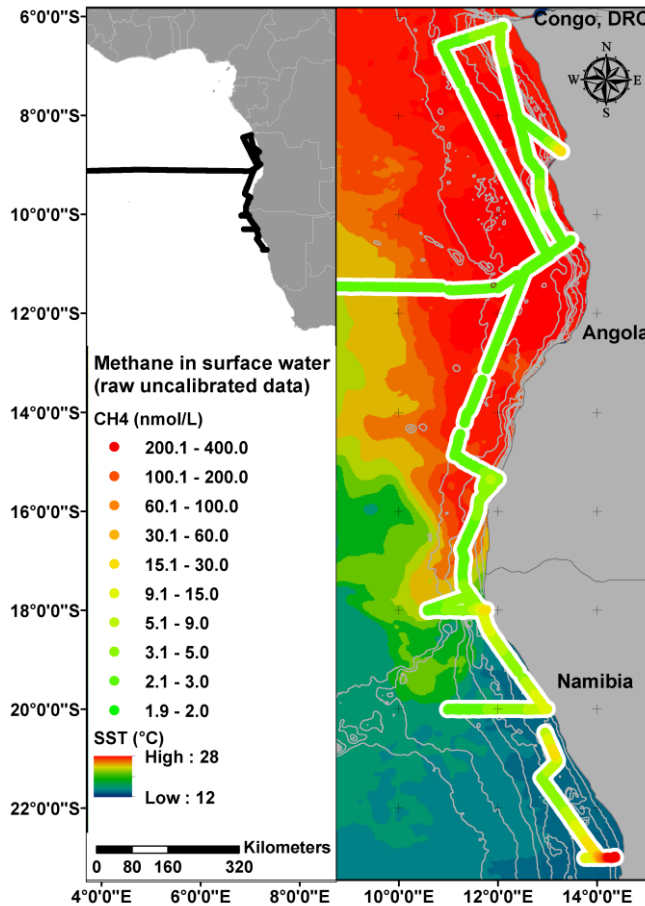 6°0'0"S
8°0'0"S
10°0'0"S
12°0'0"S
14°0'0"S
16°0'0"S
18°0'0"S
20°0'0"S
22°0'0"S
Congo, DRC
N
W E
S
Angola
Namibia
Methane in surface water
(raw uncalibrated data)
CH4 (nmol/L)
200.1 - 400.0
100.1 - 200.0
60.1 - 100.0
30.1 - 60.0
15.1 - 30.0
9.1 - 15.0
5.1 - 9.0
3.1 - 5.0
2.1 - 3.0
1.9 - 2.0
SST (°C)
High : 28
Low : 12
Kilometers
0 80 160 320
4°0'0"E 6°0'0"E 8°0'0"E 10°0'0"E 12°0'0"E 14°0'0"E